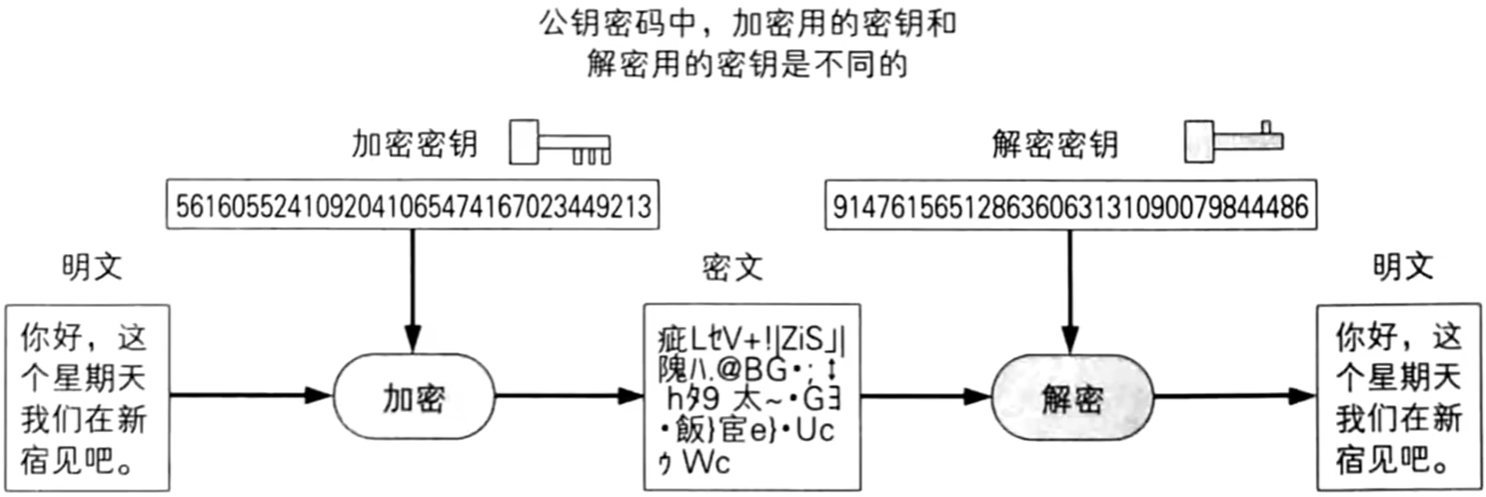 公钥密码中，加密用的密钥和
解密用的密钥是不同的
加密密钥
解密密钥
5616055241092041065474167023449213
914761565128636063131090079844486
明文
密文
明文
你好，这
个星期天
我们在新
宿见吧。
加密
疵LセV+!|ZiS」|
隗ハ.@BG・; ↕
hタ9 太~・Gヨ
・飯}宦e}・Uc
ゥWc
解密
你好，这
个星期天
我们在新
宿见吧。